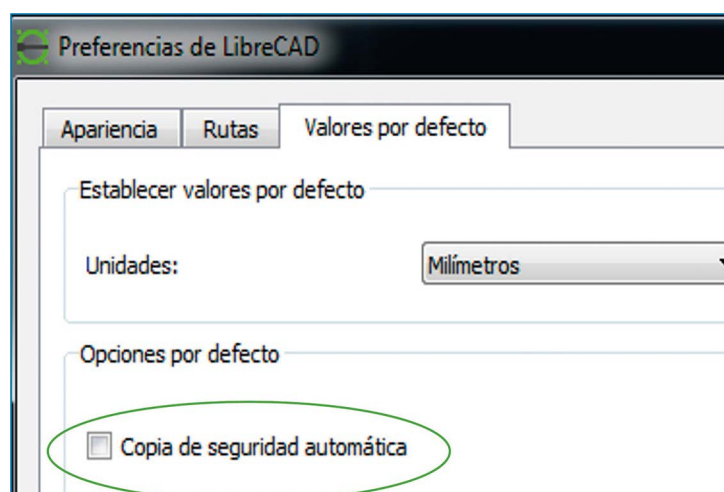 Preferencias de LibreCAD
Apariencia Rutas Valores por defecto
Establecer valores por defecto
Unidades: Milímetros
Opciones por defecto
Copia de seguridad automática